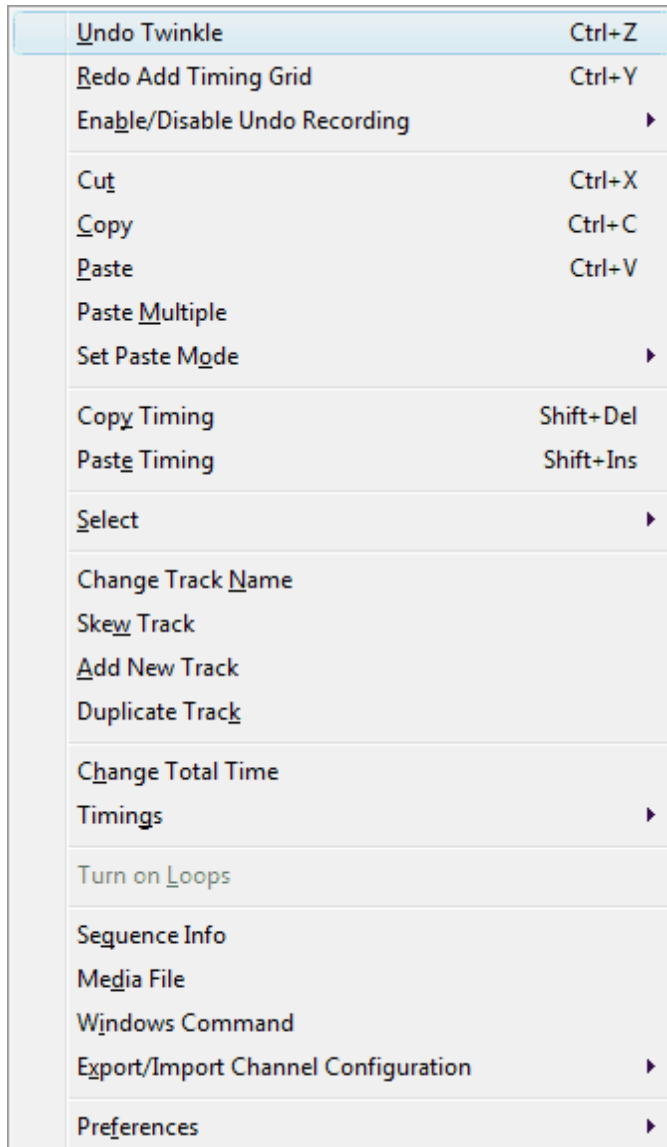 Undo Twinkle Ctrl+Z
Redo Add Timing Grid Ctrl+Y
Enable/Disable Undo Recording
Cut Ctrl+X
Copy Ctrl+C
Paste Ctrl+V
Paste Multiple
Set Paste Mode
Copy Timing Shift+Del
Paste Timing Shift+Ins
Select
Change Track Name
Skew Track
Add New Track
Duplicate Track
Change Total Time
Timings
Turn on Loops
Sequence Info
Media File
Windows Command
Export/Import Channel Configuration
Preferences